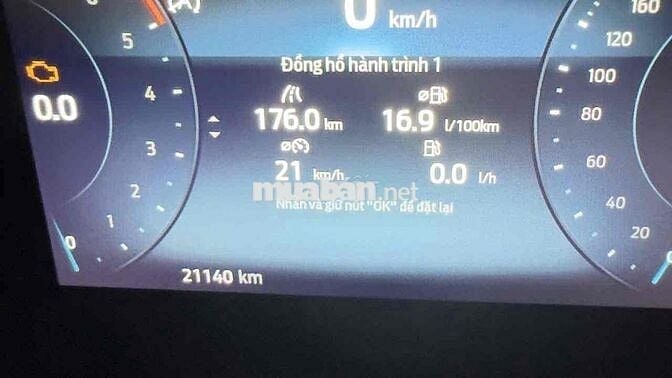 0 km/h
160
(A)
5
120
Đồng hồ hành trình 1
0.0
4
100
176.0 km
16.9 l/100km
80
3
21 km/h
0.0 l/h
60
2
muaban.net
Nhấn và giữ nút "OK" để đặt lại
40
1
20
0
21140 km